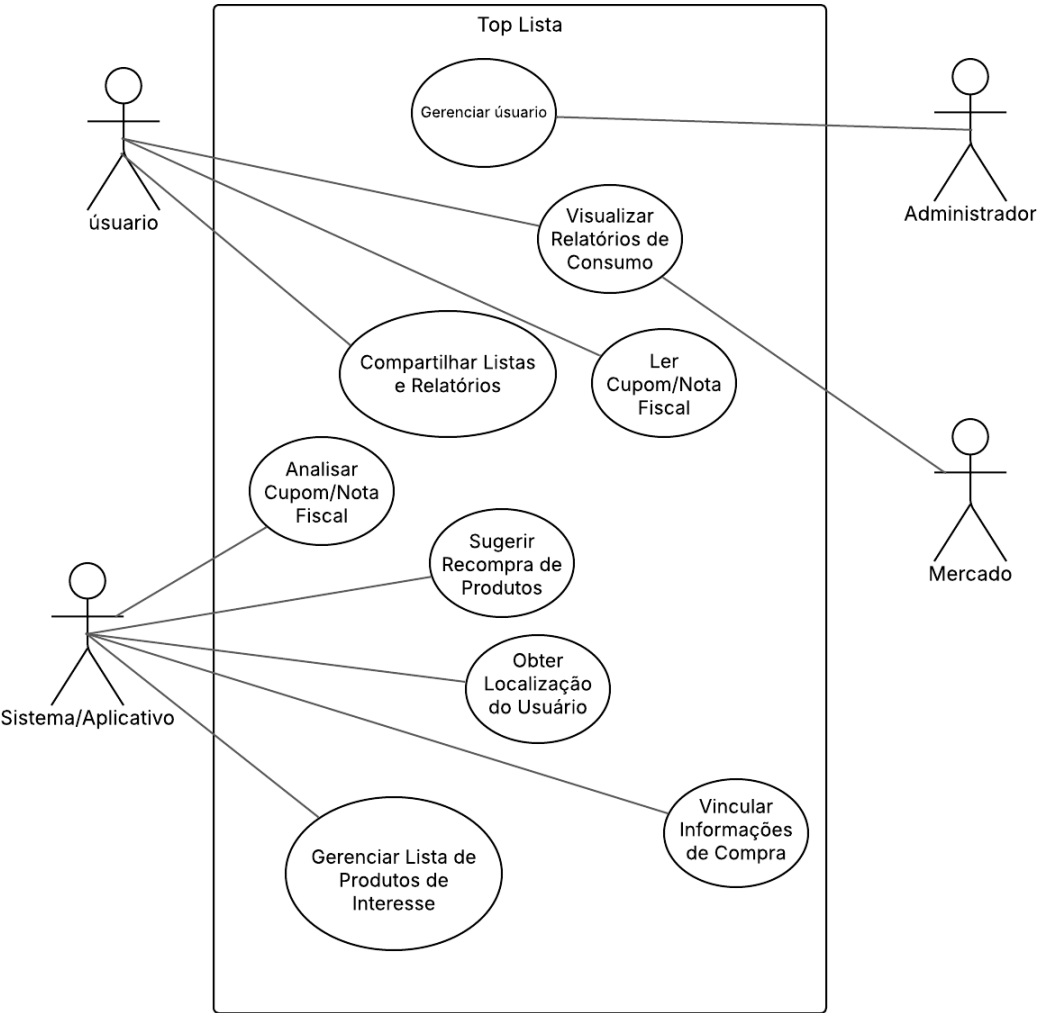 Top Lista
Gerenciar úsuario
úsuario
Administrador
Visualizar
Relatórios de
Consumo
Compartilhar Listas
e Relatórios
Ler
Cupom/Nota
Fiscal
Analisar
Cupom/Nota
Fiscal
Mercado
Sugerir
Recompra de
Produtos
Sistema/Aplicativo
Obter
Localização
do Usuário
Vincular
Informações
de Compra
Gerenciar Lista de
Produtos de
Interesse